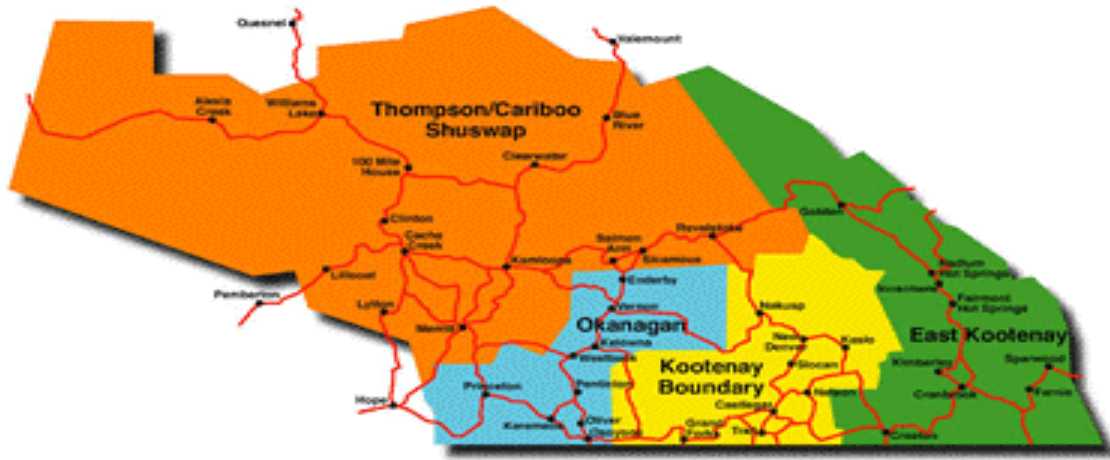 Quesnel
Valemount
Alexis
Creek
Williams
Lake
Thompson/Cariboo
Shuswap
Blue
River
Clearwater
100 Mile
House
Clinton
Cache
Creek
Golden
Revelstoke
Salmon
Arm
Sicamous
Kamloops
Lillooet
Enderby
Radium
Hot Springs
Invermere
Pemberton
Lytton
Vernon
Nakusp
Fairmont
Hot Springs
Merritt
Okanagan
East Kootenay
New
Denver
Kaslo
Kelowna
Westbank
Kootenay
Boundary
Slocan
Kimberley
Sparwood
Princeton
Penticton
Nelson
Cranbrook
Fernie
Hope
Castlegar
Keremeos
Oliver
Osoyoos
Grand
Forks
Trail
Creston